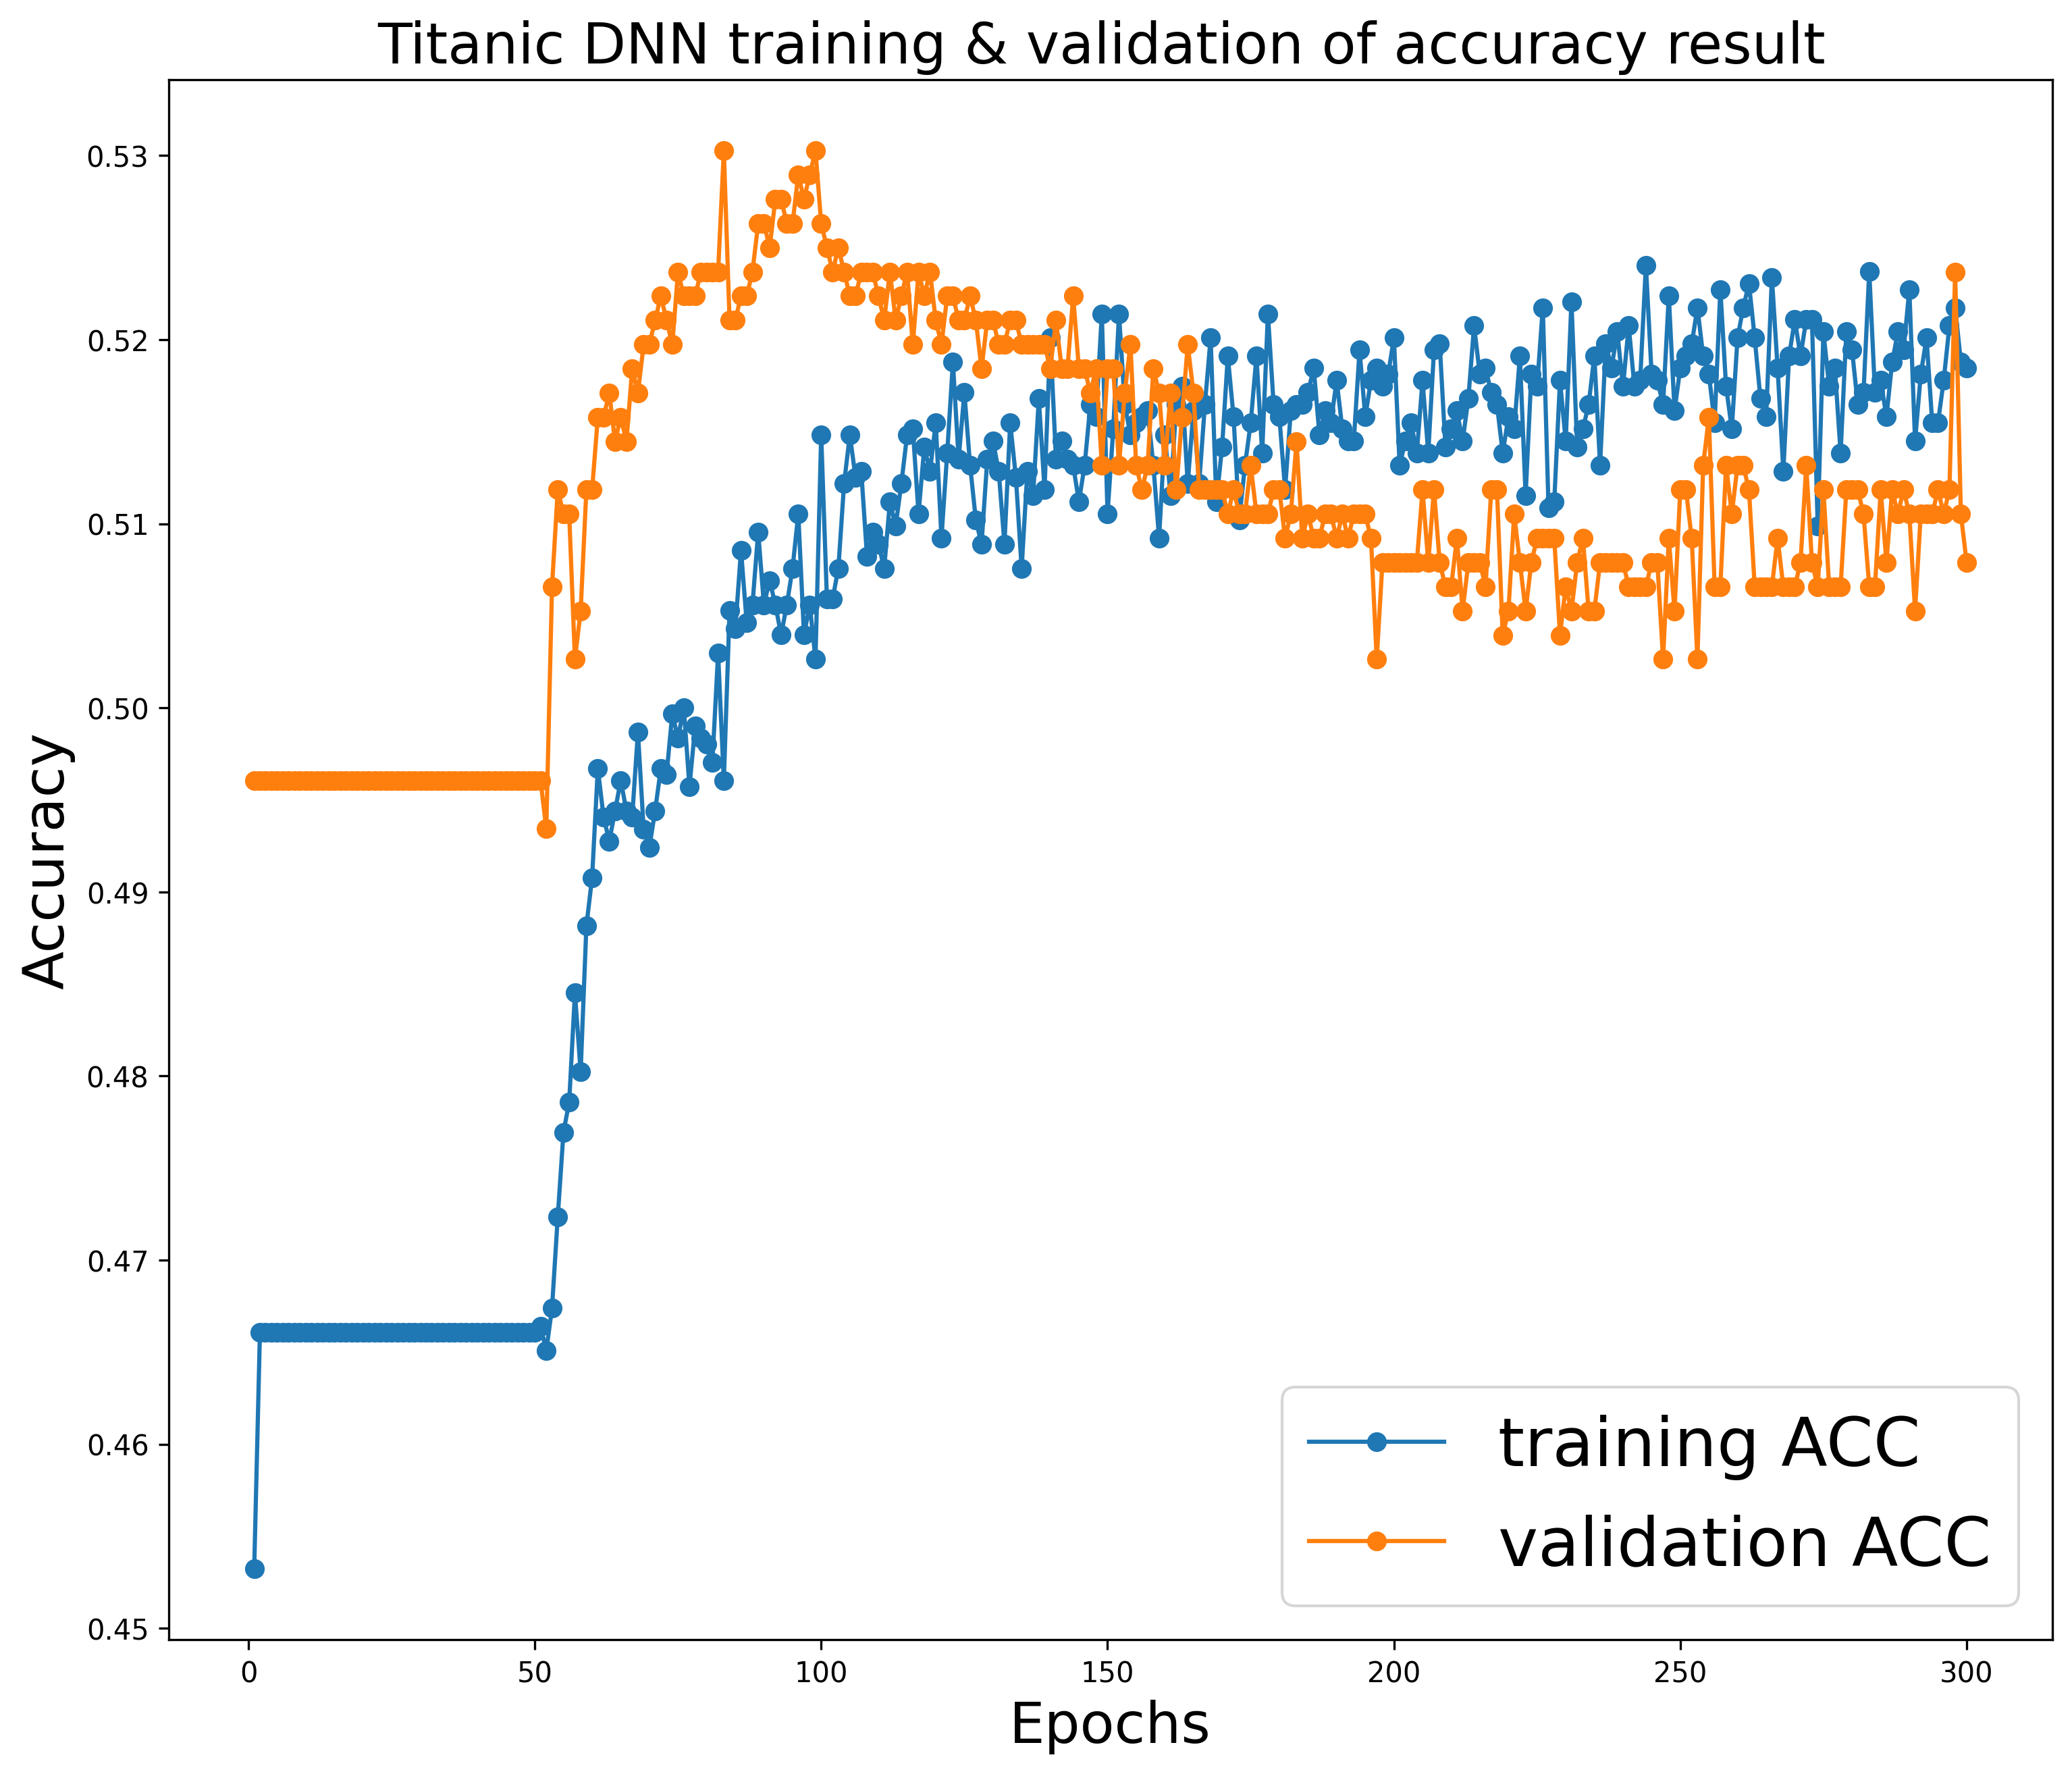 Titanic DNN training & validation of accuracy result
0.53
0.52
0.51
0.50
0.49
0.48
0.47
0.46
0.45
Accuracy
training ACC
validation ACC
0 50 100 150 200 250 300
Epochs